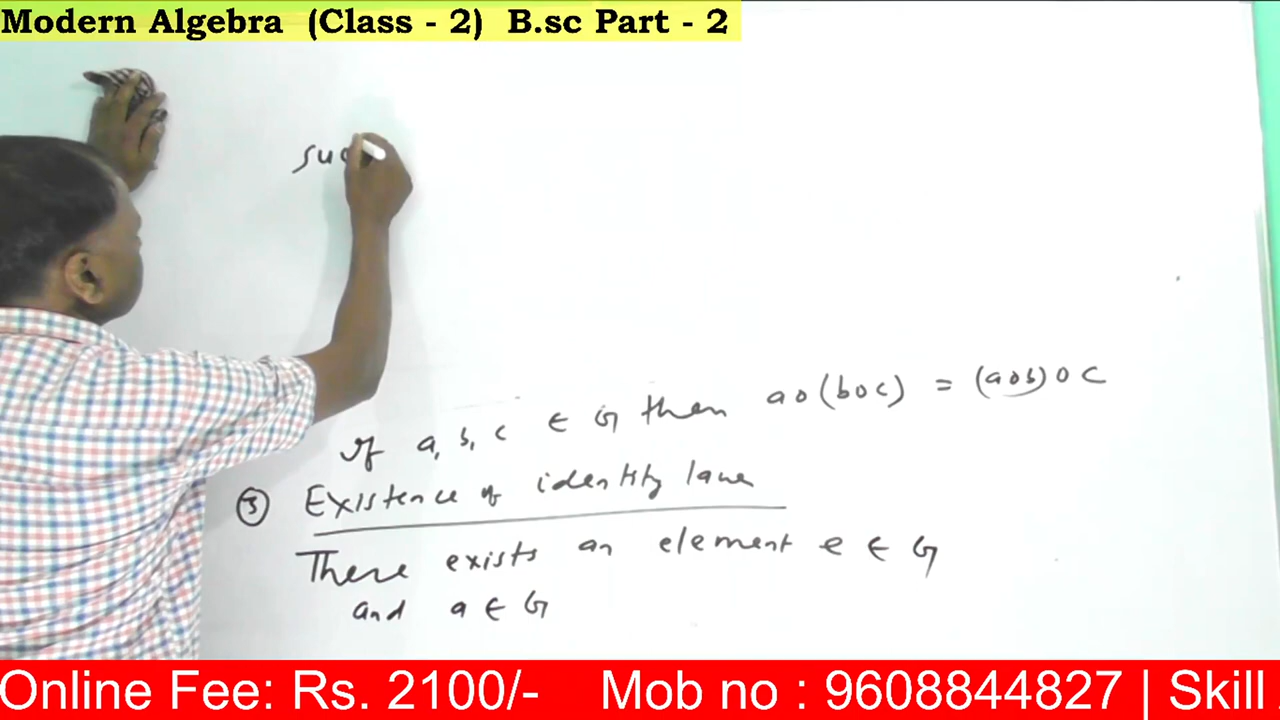 Modern Algebra (Class - 2) B.sc Part - 2
suc
If a, b, c ∈ G then ao(boc) = (aob)oc
③ Existence of identity law
There exists an element e ∈ G
and a ∈ G
Online Fee: Rs. 2100/- Mob no : 9608844827 | Skill